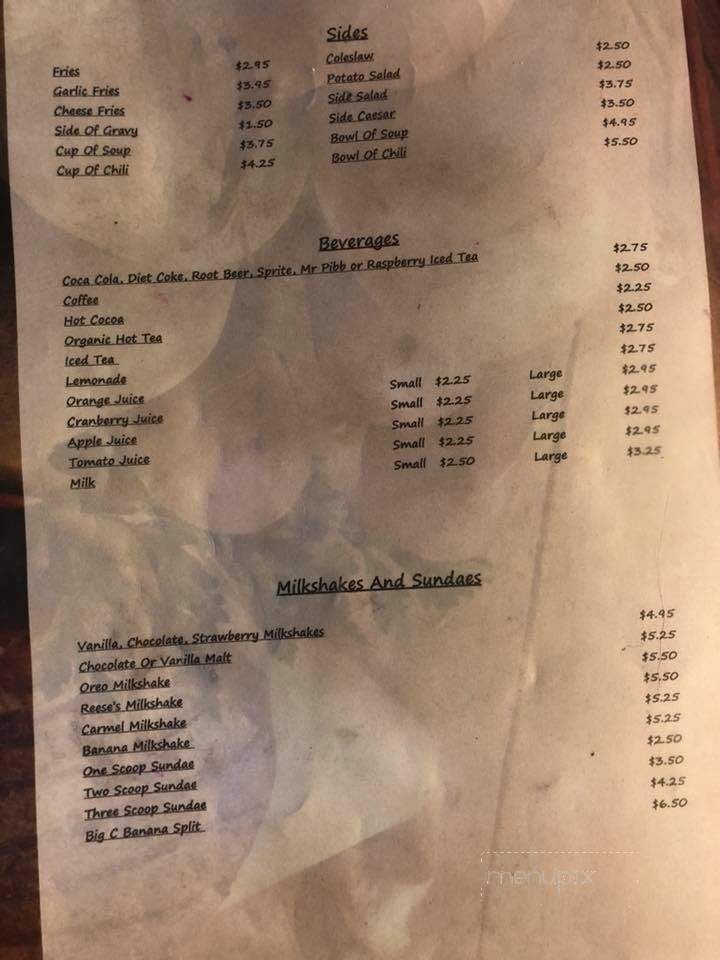 Sides
Fries $2.95 Coleslaw $2.50
Garlic Fries $3.95 Potato Salad $2.50
Cheese Fries $3.50 Side Salad $3.75
Side Of Gravy $1.50 Side Caesar $3.50
Cup Of Soup $3.75 Bowl Of Soup $4.95
Cup Of Chili $4.25 Bowl Of Chili $5.50
Beverages
Coca Cola, Diet Coke, Root Beer, Sprite, Mr Pibb or Raspberry Iced Tea $2.75
Coffee $2.50
Hot Cocoa $2.25
Organic Hot Tea $2.50
Iced Tea $2.75
Lemonade $2.75
Orange Juice Small $2.25 Large $2.95
Cranberry Juice Small $2.25 Large $2.95
Apple Juice Small $2.25 Large $2.95
Tomato Juice Small $2.25 Large $2.95
Milk Small $2.50 Large $3.25
Milkshakes And Sundaes
Vanilla, Chocolate, Strawberry Milkshakes $4.95
Chocolate Or Vanilla Malt $5.25
Oreo Milkshake $5.50
Reese's Milkshake $5.50
Carmel Milkshake $5.25
Banana Milkshake $5.25
One Scoop Sundae $2.50
Two Scoop Sundae $3.50
Three Scoop Sundae $4.25
Big C Banana Split $6.50
menupix